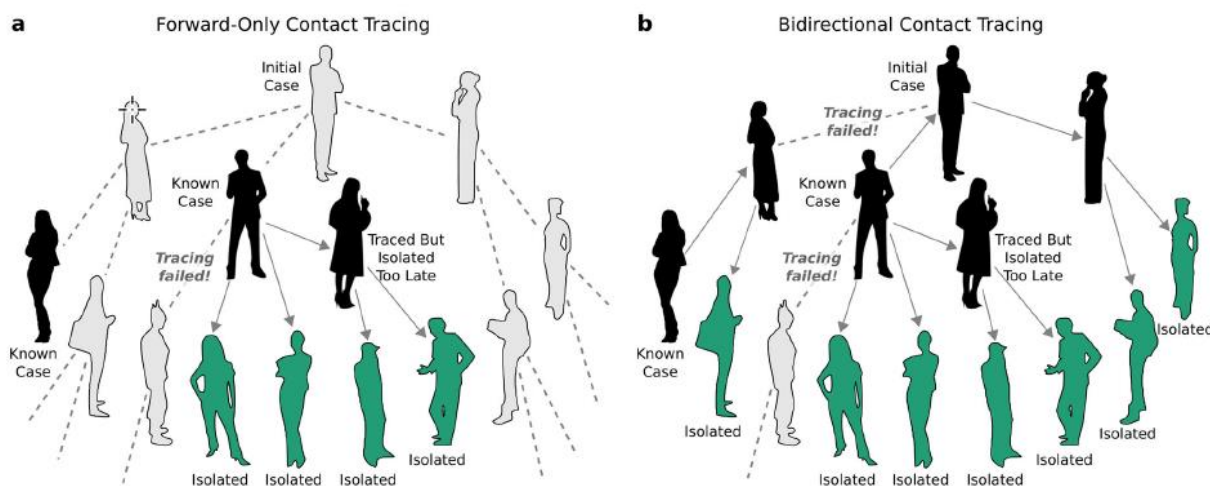 a
Forward-Only Contact Tracing
Initial
Case
Known
Case
Tracing
failed!
Traced But
Isolated
Too Late
Known
Case
Isolated
Isolated
Isolated
Isolated
b
Bidirectional Contact Tracing
Initial
Case
Tracing
failed!
Known
Case
Tracing
failed!
Traced But
Isolated
Too Late
Isolated
Known
Case
Isolated
Isolated
Isolated
Isolated
Isolated
Isolated